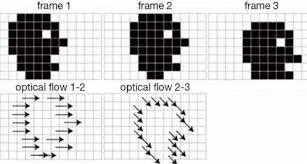 frame 1
frame 2
frame 3
optical flow 1-2
optical flow 2-3